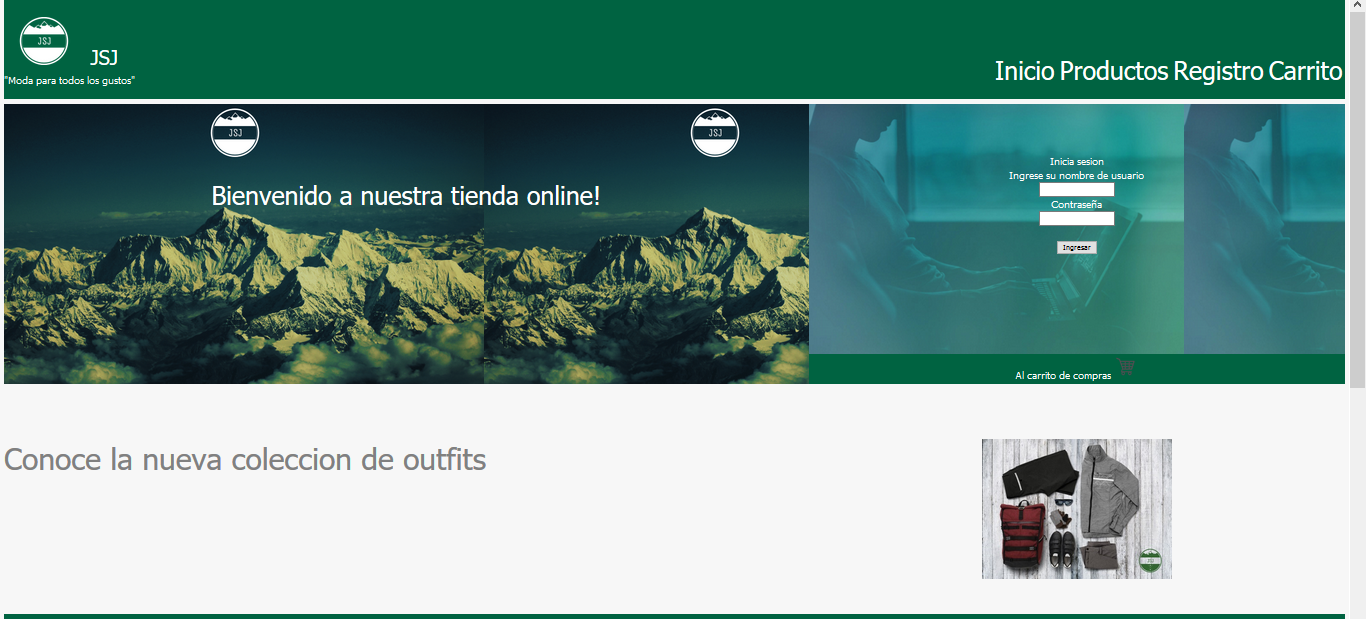 JSJ
JSJ
"Moda para todos los gustos"
Inicio Productos Registro Carrito
JSJ
JSJ
Bienvenido a nuestra tienda online!
Inicia sesion
Ingrese su nombre de usuario
Contraseña
Ingresar
Al carrito de compras
Conoce la nueva coleccion de outfits
JSJ